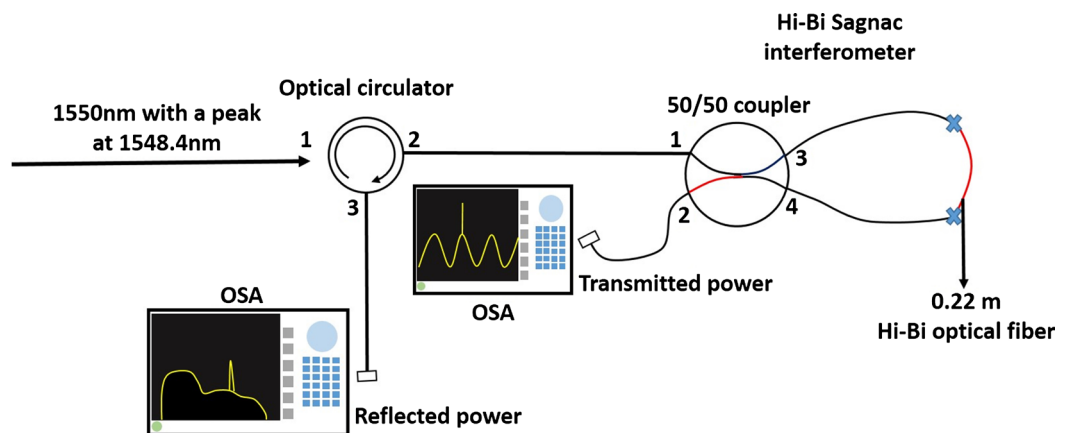 Hi-Bi Sagnac
interferometer
Optical circulator
50/50 coupler
1550nm with a peak
at 1548.4nm
1
2
3
1
2
3
4
OSA
Transmitted power
OSA
Reflected power
0.22 m
Hi-Bi optical fiber